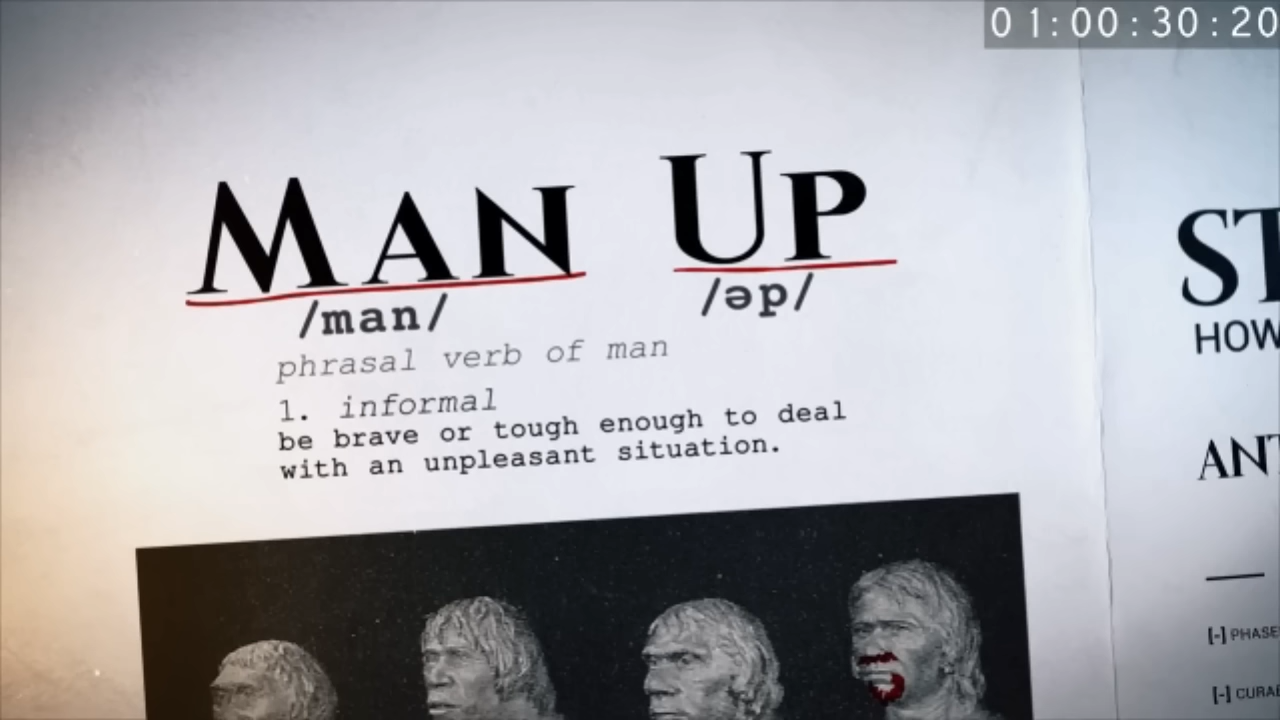 01:00:30:20
MAN UP
/man/ /əp/
phrasal verb of man
1. informal
be brave or tough enough to deal
with an unpleasant situation.
ST
HOW
ANT
[-] PHASE
[-] CURAE